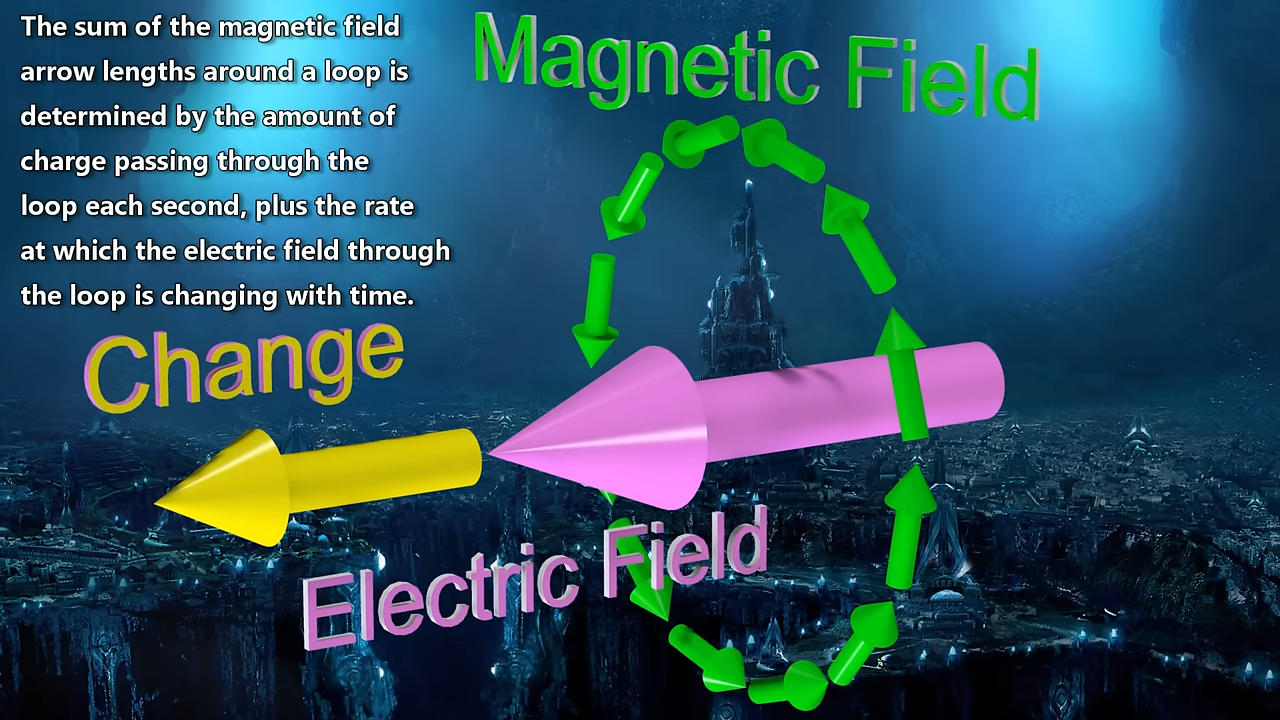 The sum of the magnetic field
arrow lengths around a loop is
determined by the amount of
charge passing through the
loop each second, plus the rate
at which the electric field through
the loop is changing with time.
Magnetic Field
Change
Electric Field